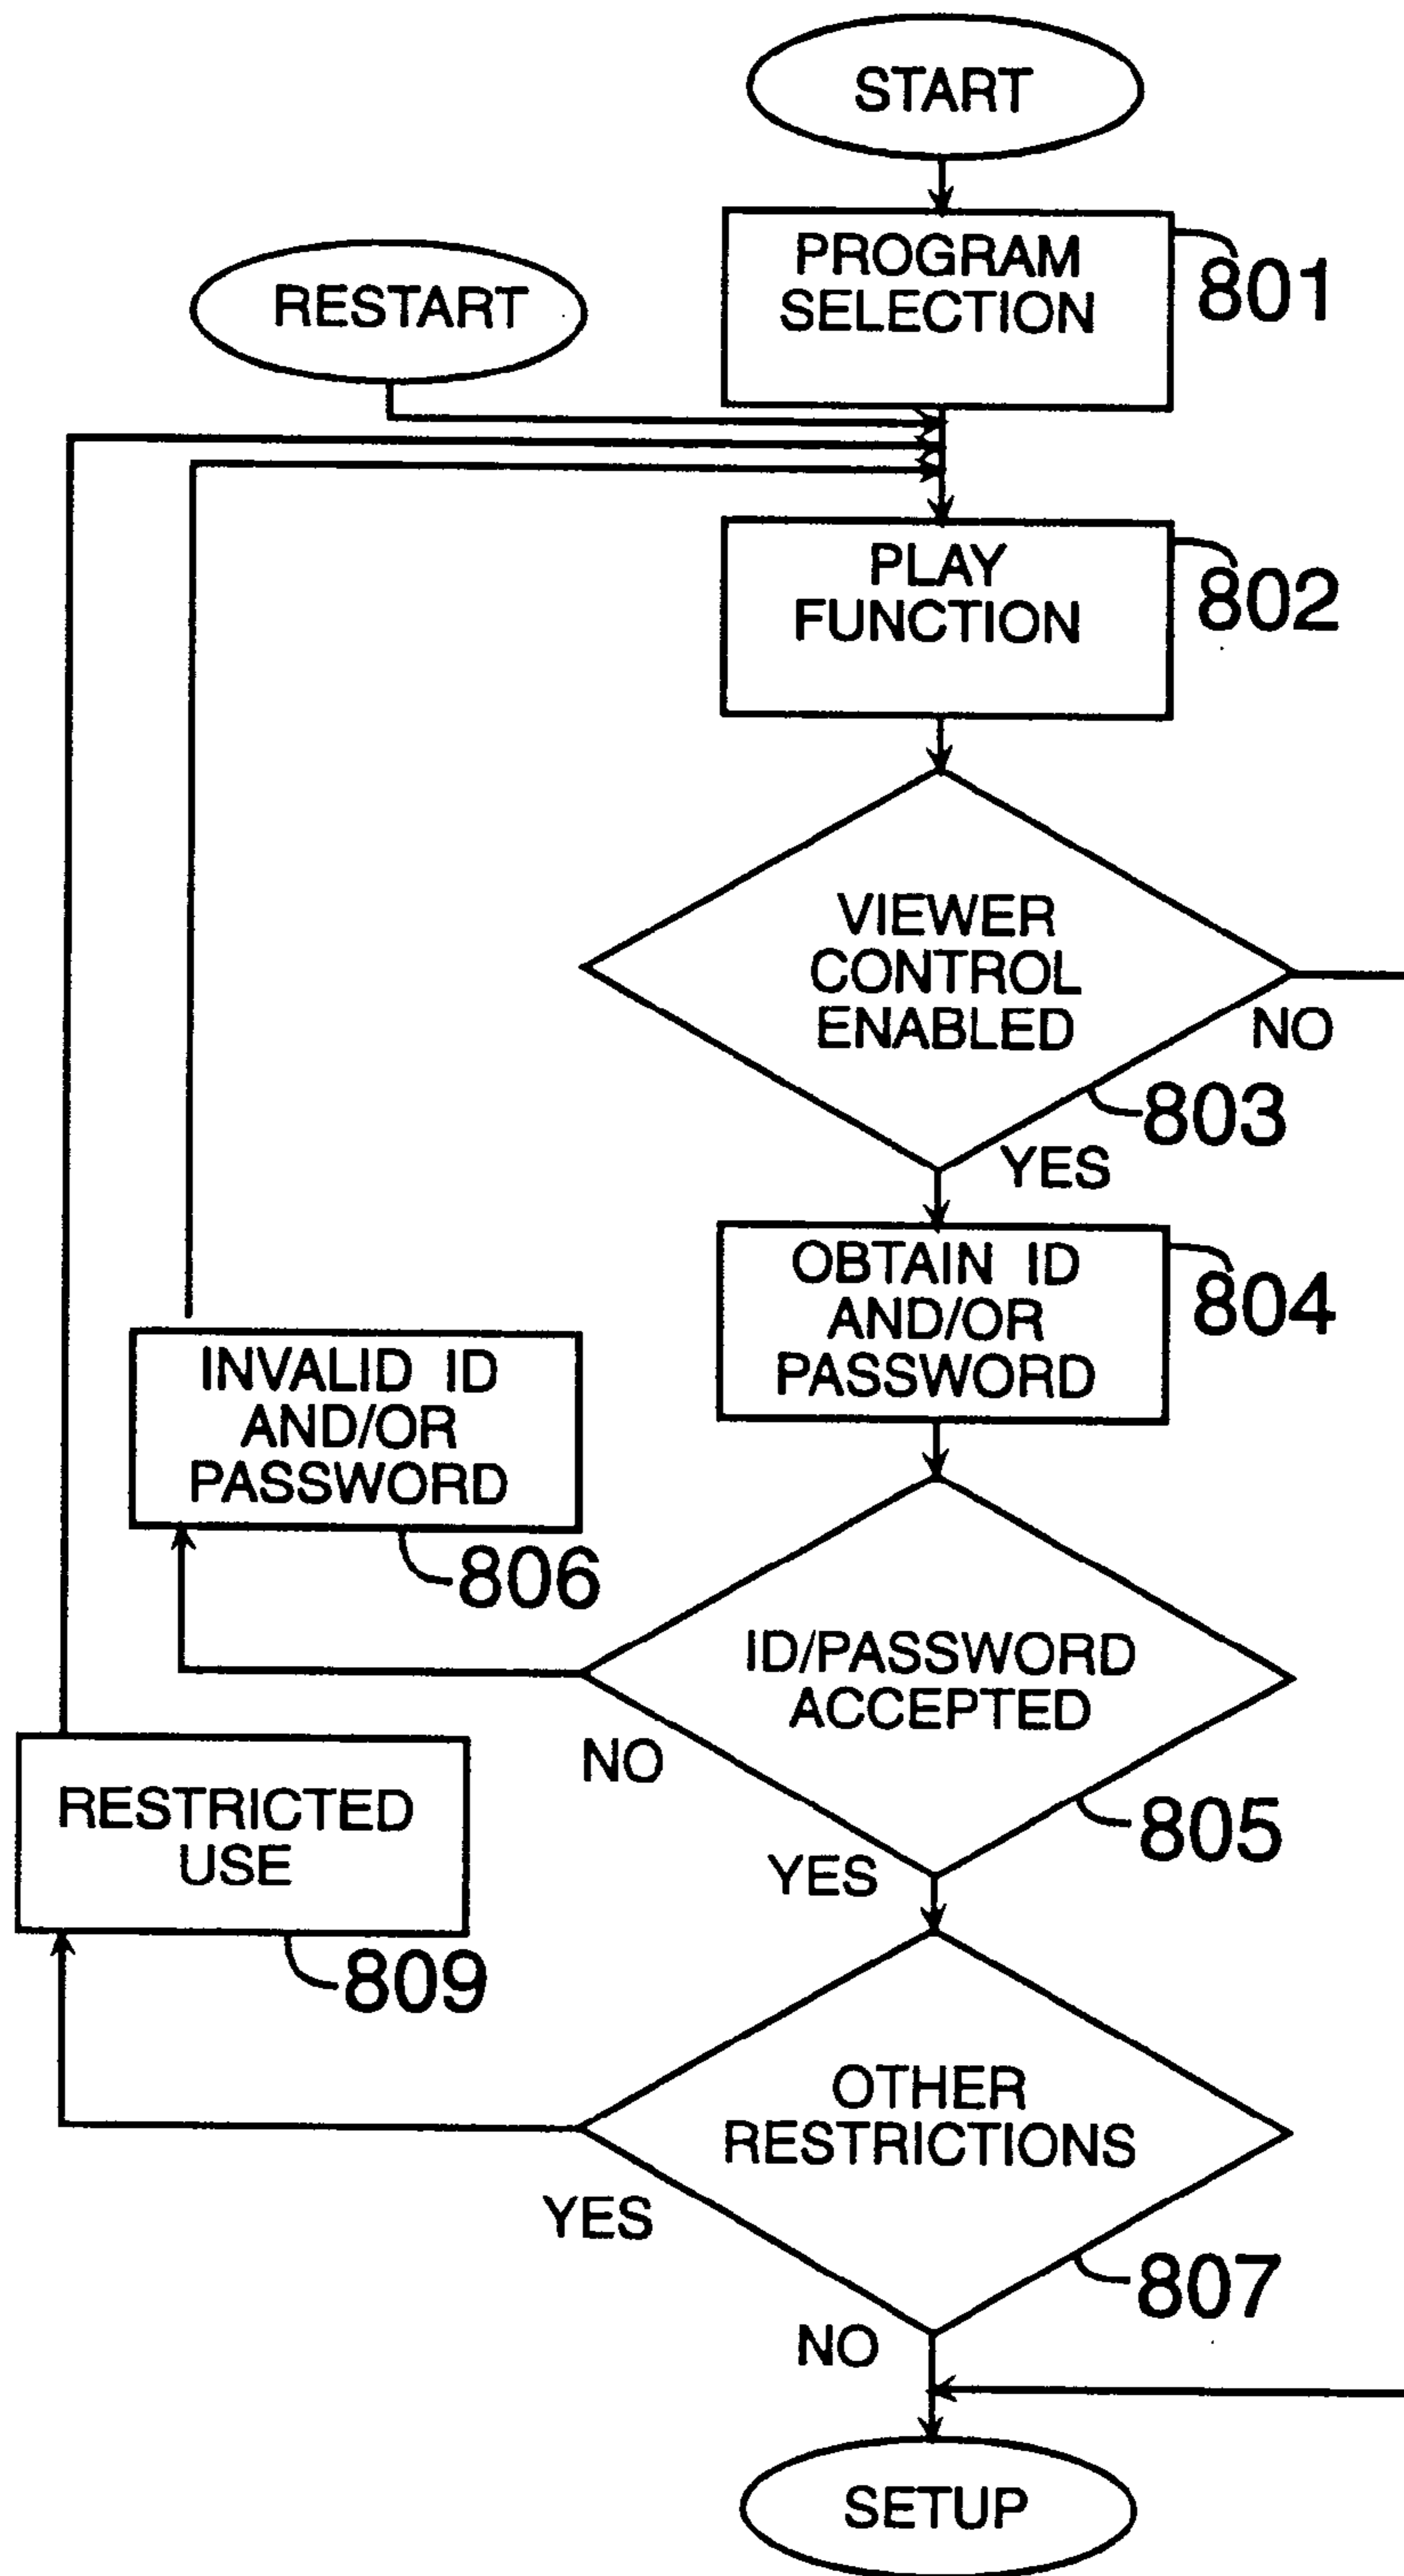 START
PROGRAM
SELECTION
801
RESTART
PLAY
FUNCTION
802
VIEWER
CONTROL
ENABLED
NO
803
YES
OBTAIN ID
AND/OR
PASSWORD
804
INVALID ID
AND/OR
PASSWORD
806
ID/PASSWORD
ACCEPTED
NO
805
YES
RESTRICTED
USE
809
OTHER
RESTRICTIONS
YES
807
NO
SETUP